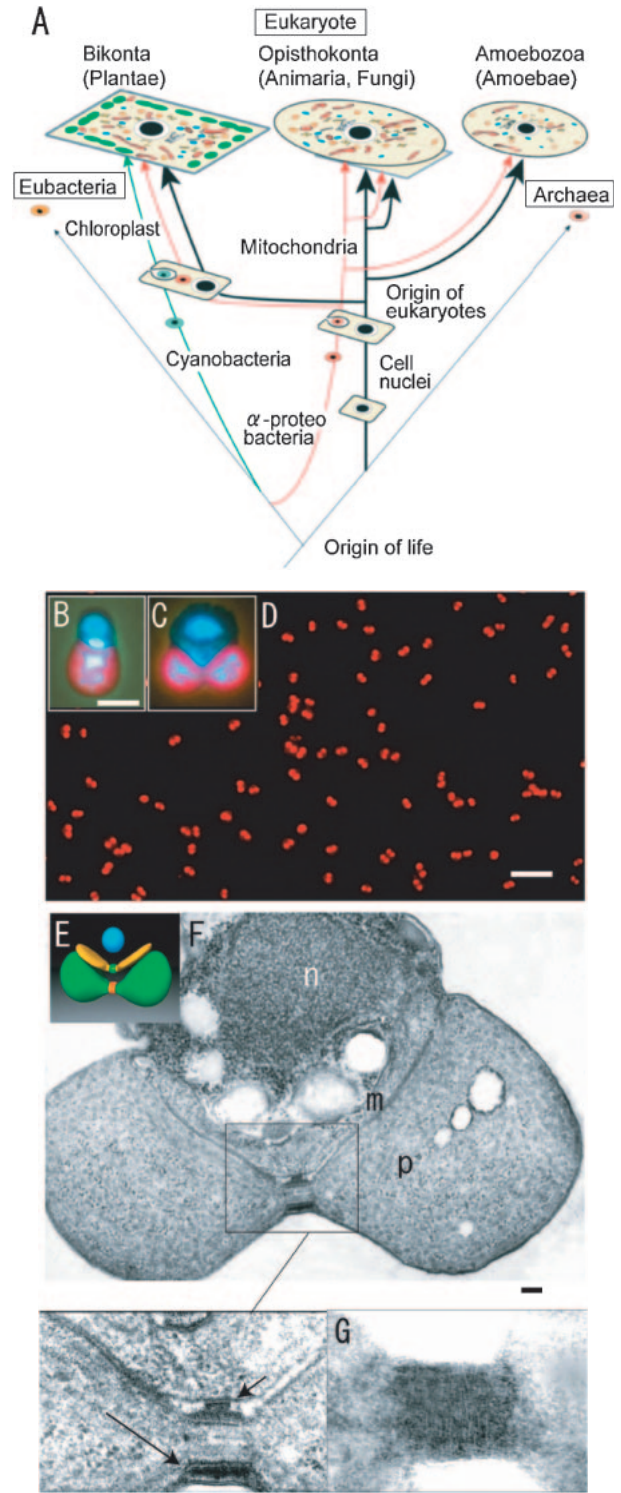 A
Eukaryote
Bikonta
(Plantae)
Opisthokonta
(Animaria, Fungi)
Amoebozoa
(Amoebae)
Eubacteria
Archaea
Chloroplast
Mitochondria
Origin of
eukaryotes
Cyanobacteria
Cell
nuclei
α-proteo
bacteria
Origin of life
B
C
D
E
F
n
m
p
G